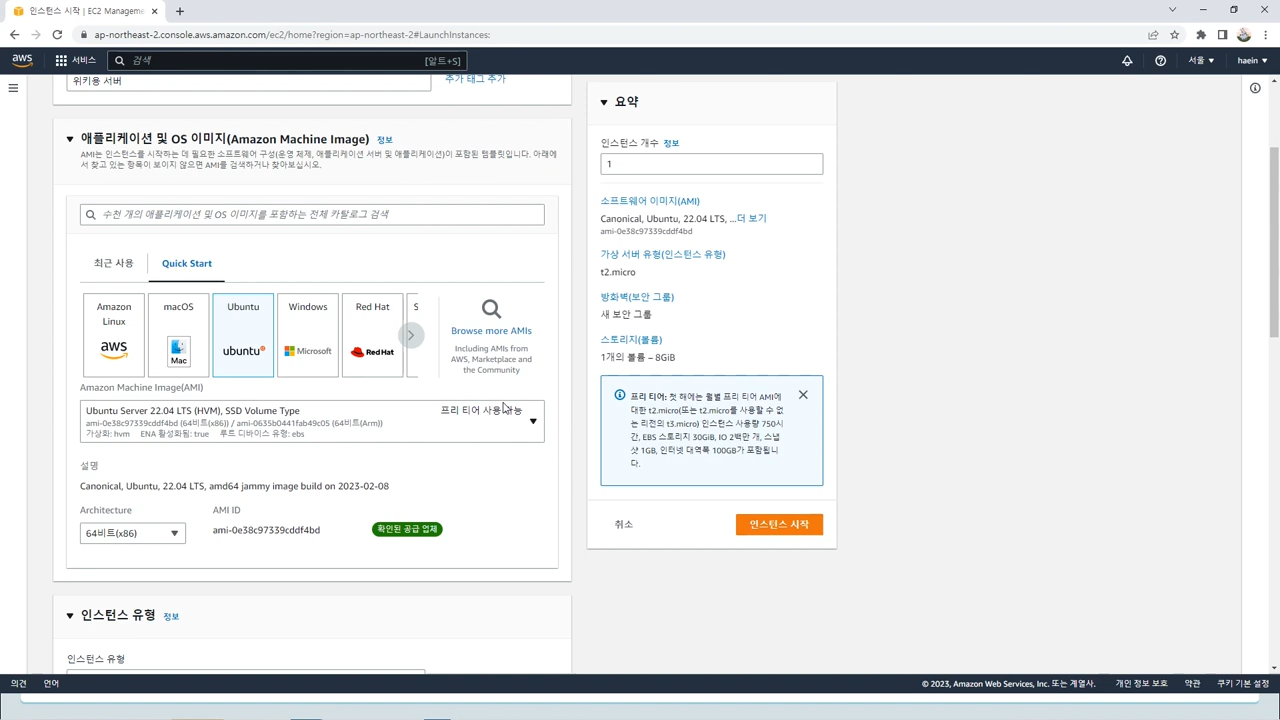 인스턴스 시작 | EC2 Manageme
ap-northeast-2.console.aws.amazon.com/ec2/home?region=ap-northeast-2#LaunchInstances:
aws
서비스
검색
[알트+S]
서울 ▼
haein ▼
위키용 서버
추가 태그 추가
애플리케이션 및 OS 이미지(Amazon Machine Image) 정보
AMI는 인스턴스를 시작하는 데 필요한 소프트웨어 구성(운영 체제, 애플리케이션 서버 및 애플리케이션)이 포함된 템플릿입니다. 아래에
서 찾고 있는 항목이 보이지 않으면 AMI를 검색하거나 찾아보십시오.
수천 개의 애플리케이션 및 OS 이미지를 포함하는 전체 카탈로그 검색
최근 사용
Quick Start
Amazon
Linux
aws
macOS
Mac
Ubuntu
ubuntu
Windows
Microsoft
Red Hat
RedHat
S
Browse more AMIs
Including AMIs from
AWS, Marketplace and
the Community
Amazon Machine Image(AMI)
Ubuntu Server 22.04 LTS (HVM), SSD Volume Type
프리 티어 사용 가능
ami-0e38c97339cddf4bd (64비트(x86)) / ami-0635b0441fab49c05 (64비트(Arm))
가상화: hvm ENA 활성화됨: true 루트 디바이스 유형: ebs
설명
Canonical, Ubuntu, 22.04 LTS, amd64 jammy image build on 2023-02-08
Architecture
AMI ID
64비트(x86)
ami-0e38c97339cddf4bd
확인된 공급 업체
인스턴스 유형 정보
인스턴스 유형
요약
인스턴스 개수 정보
1
소프트웨어 이미지(AMI)
Canonical, Ubuntu, 22.04 LTS, ...더 보기
ami-0e38c97339cddf4bd
가상 서버 유형(인스턴스 유형)
t2.micro
방화벽(보안 그룹)
새 보안 그룹
스토리지(볼륨)
1개의 볼륨 – 8GiB
프리 티어: 첫 해에는 월별 프리 티어 AMI에
대한 t2.micro(또는 t2.micro를 사용할 수 없
는 리전의 t3.micro) 인스턴스 사용량 750시
간, EBS 스토리지 30GiB, IO 2백만 개, 스냅
샷 1GB, 인터넷 대역폭 100GB가 포함됩니
다.
취소
인스턴스 시작
의견
언어
© 2023, Amazon Web Services, Inc. 또는 계열사.
개인 정보 보호
약관
쿠키 기본 설정